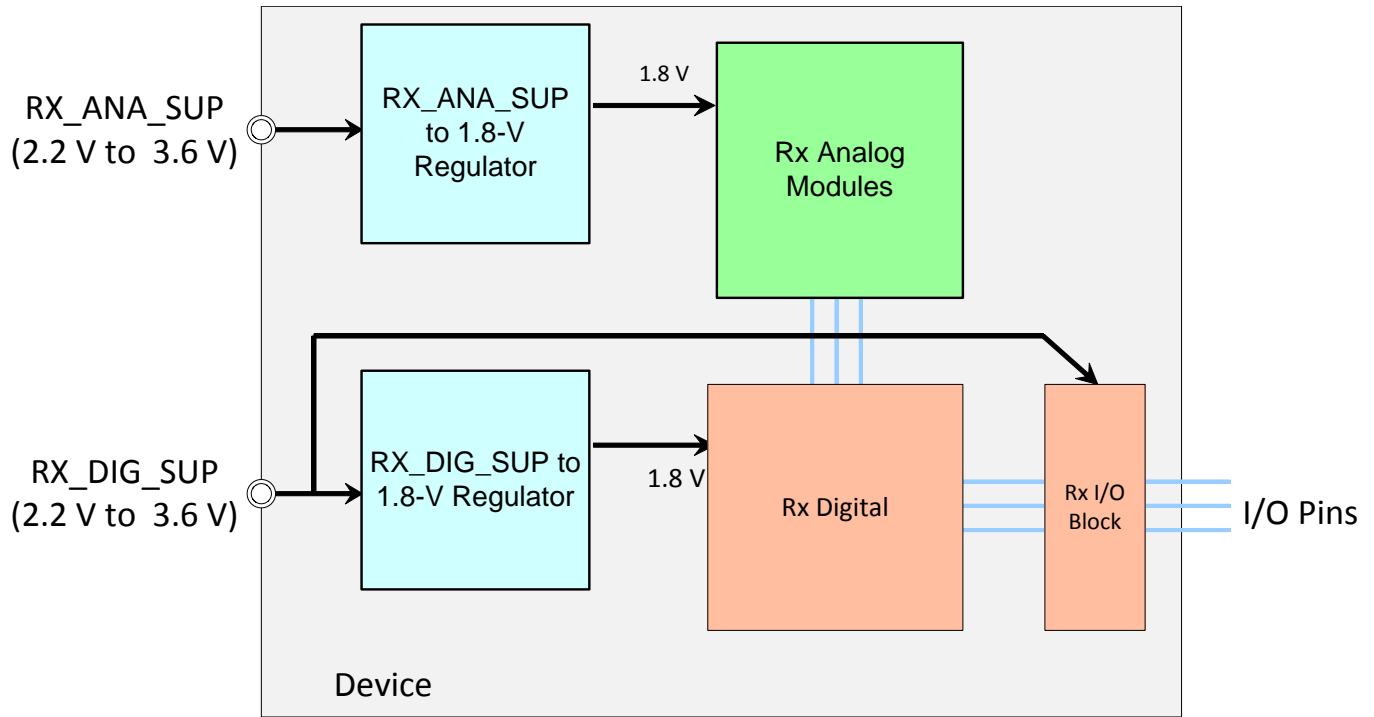 RX_ANA_SUP
(2.2 V to 3.6 V)
RX_ANA_SUP
to 1.8-V
Regulator
1.8 V
Rx Analog
Modules
RX_DIG_SUP
(2.2 V to 3.6 V)
RX_DIG_SUP to
1.8-V Regulator
1.8 V
Rx Digital
Rx I/O
Block
I/O Pins
Device